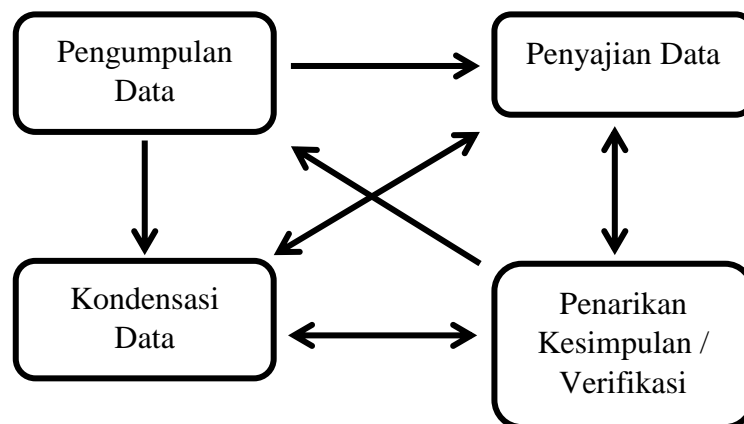 Pengumpulan
Data
Penyajian Data
Kondensasi
Data
Penarikan
Kesimpulan /
Verifikasi